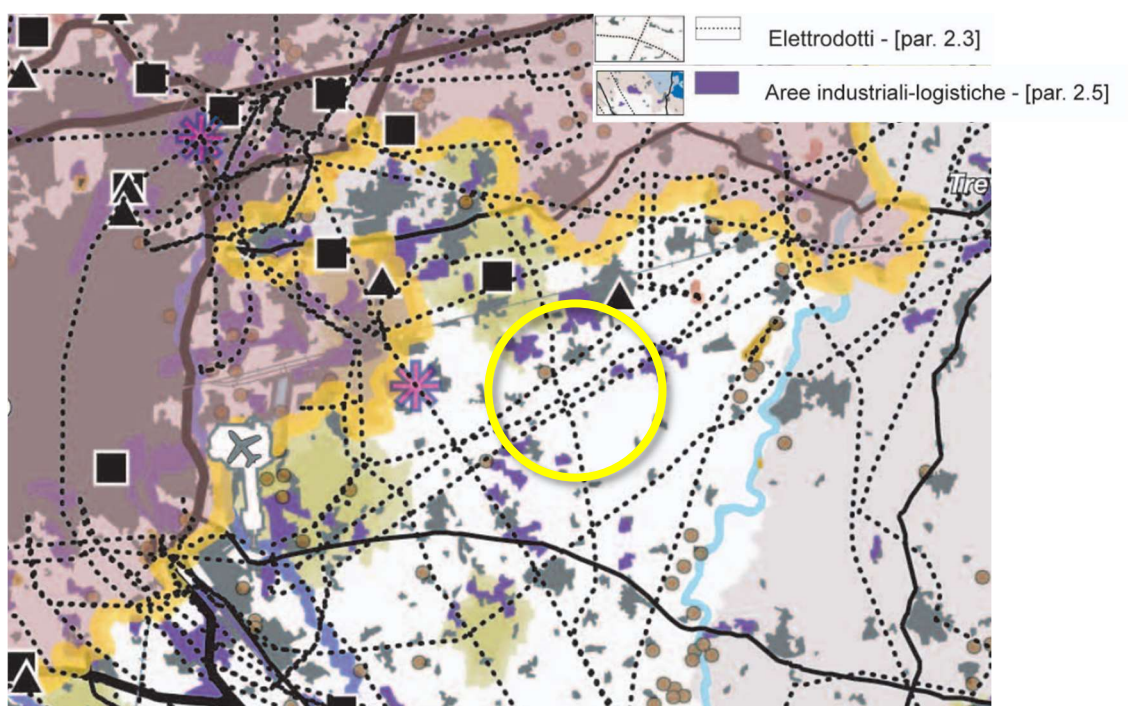 Elettrodotti - [par. 2.3]
Aree industriali-logistiche - [par. 2.5]
Tre